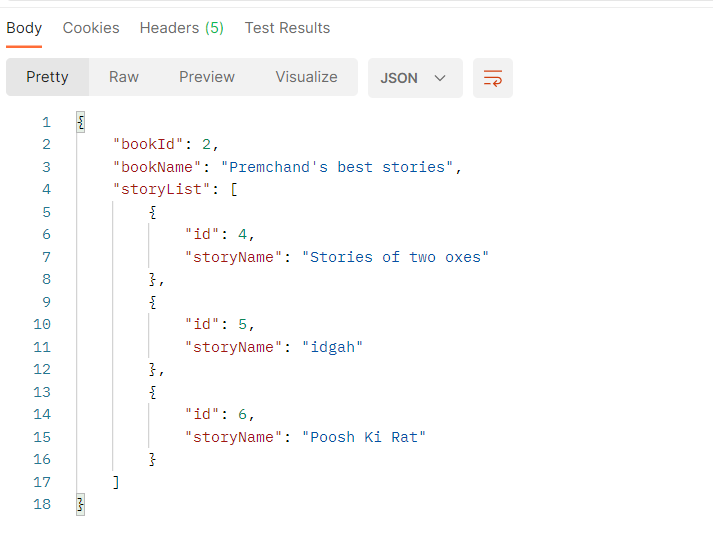 Body Cookies Headers (5) Test Results
Pretty Raw Preview Visualize JSON
1 {
2 "bookId": 2,
3 "bookName": "Premchand's best stories",
4 "storyList": [
5 {
6 "id": 4,
7 "storyName": "Stories of two oxes"
8 },
9 {
10 "id": 5,
11 "storyName": "idgah"
12 },
13 {
14 "id": 6,
15 "storyName": "Poosh Ki Rat"
16 }
17 ]
18 }